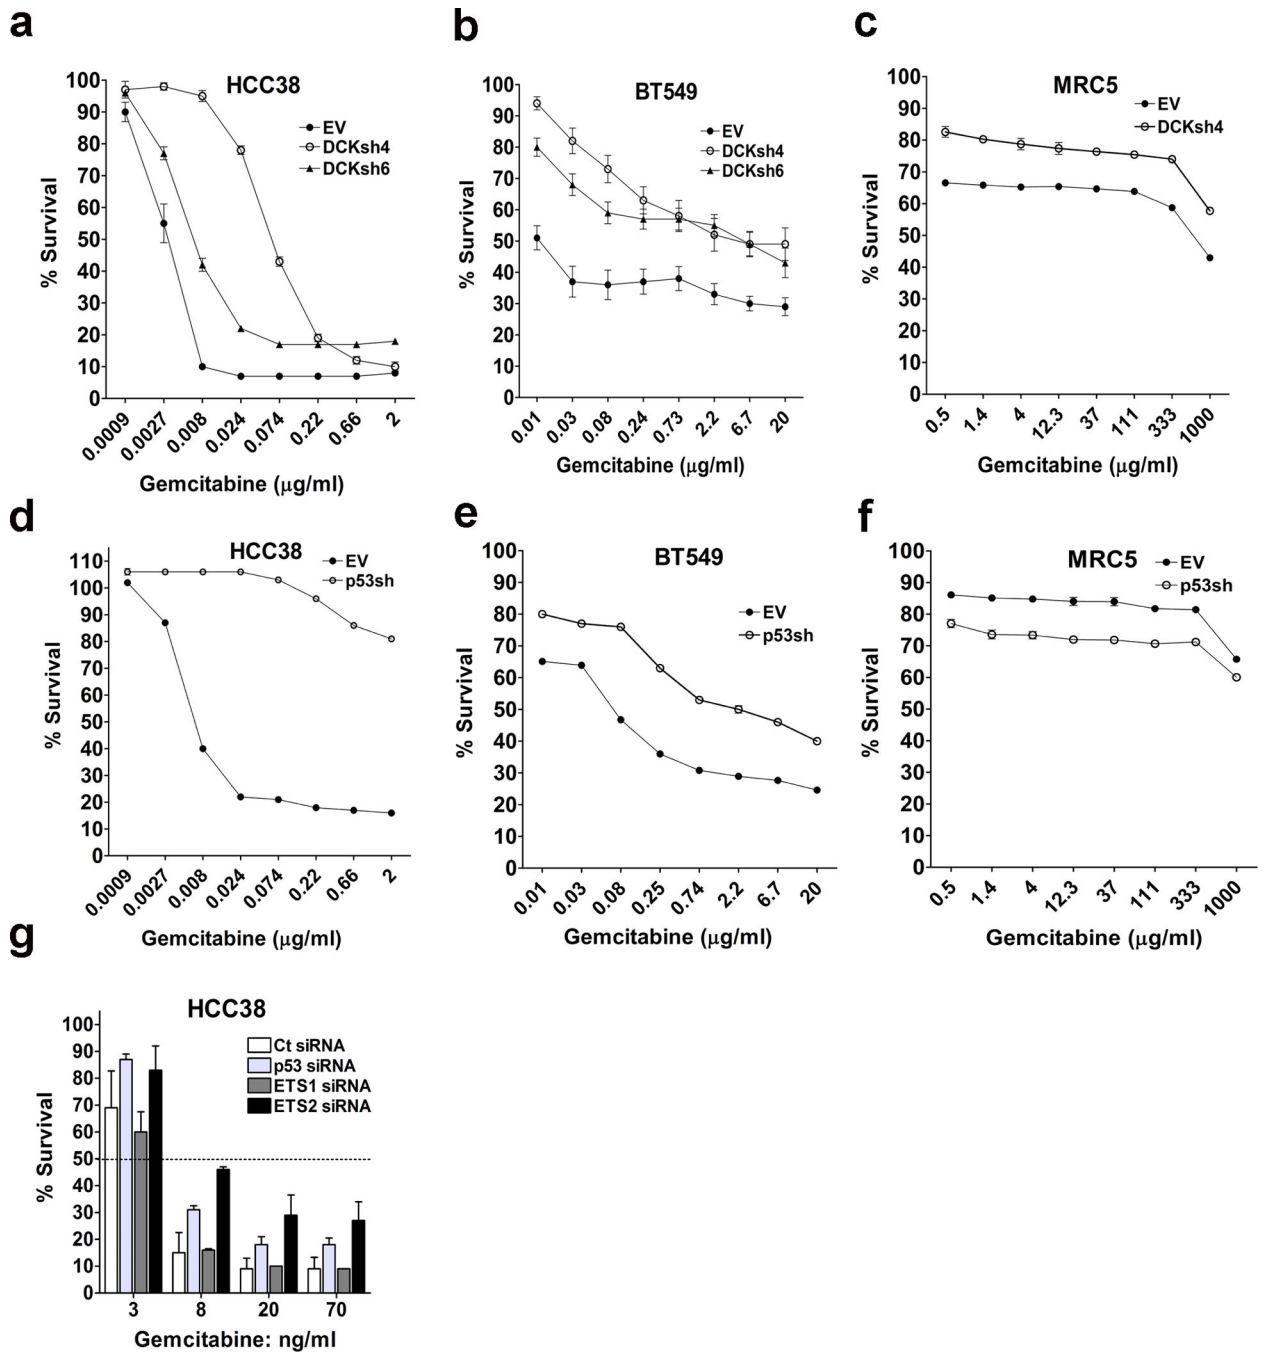 a
HCC38
EV
DCKsh4
DCKsh6
% Survival
100
90
80
70
60
50
40
30
20
10
0
0.0009
0.0027
0.008
0.024
0.074
0.22
0.66
2
Gemcitabine (μg/ml)
b
BT549
EV
DCKsh4
DCKsh6
% Survival
100
90
80
70
60
50
40
30
20
10
0
0.01
0.03
0.08
0.24
0.73
2.2
6.7
20
Gemcitabine (μg/ml)
c
MRC5
EV
DCKsh4
% Survival
100
90
80
70
60
50
40
30
20
10
0
0.5
1.4
4
12.3
37
111
333
1000
Gemcitabine (μg/ml)
d
HCC38
EV
p53sh
% Survival
110
100
90
80
70
60
50
40
30
20
10
0
0.0009
0.0027
0.008
0.024
0.074
0.22
0.66
2
Gemcitabine (μg/ml)
e
BT549
EV
p53sh
% Survival
100
90
80
70
60
50
40
30
20
10
0
0.01
0.03
0.08
0.25
0.74
2.2
6.7
20
Gemcitabine (μg/ml)
f
MRC5
EV
p53sh
% Survival
100
90
80
70
60
50
40
30
20
10
0
0.5
1.4
4
12.3
37
111
333
1000
Gemcitabine (μg/ml)
g
HCC38
Ct siRNA
p53 siRNA
ETS1 siRNA
ETS2 siRNA
% Survival
100
90
80
70
60
50
40
30
20
10
0
3
8
20
70
Gemcitabine: ng/ml